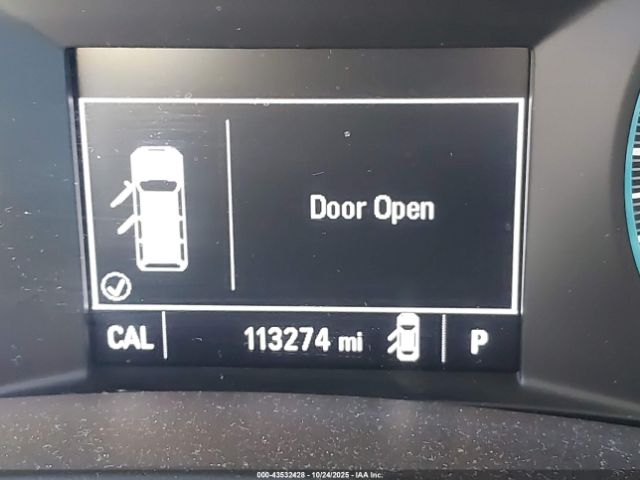 Door Open
CAL 113274 mi P
000-43532428 - 10/24/2025 - IAA Inc.